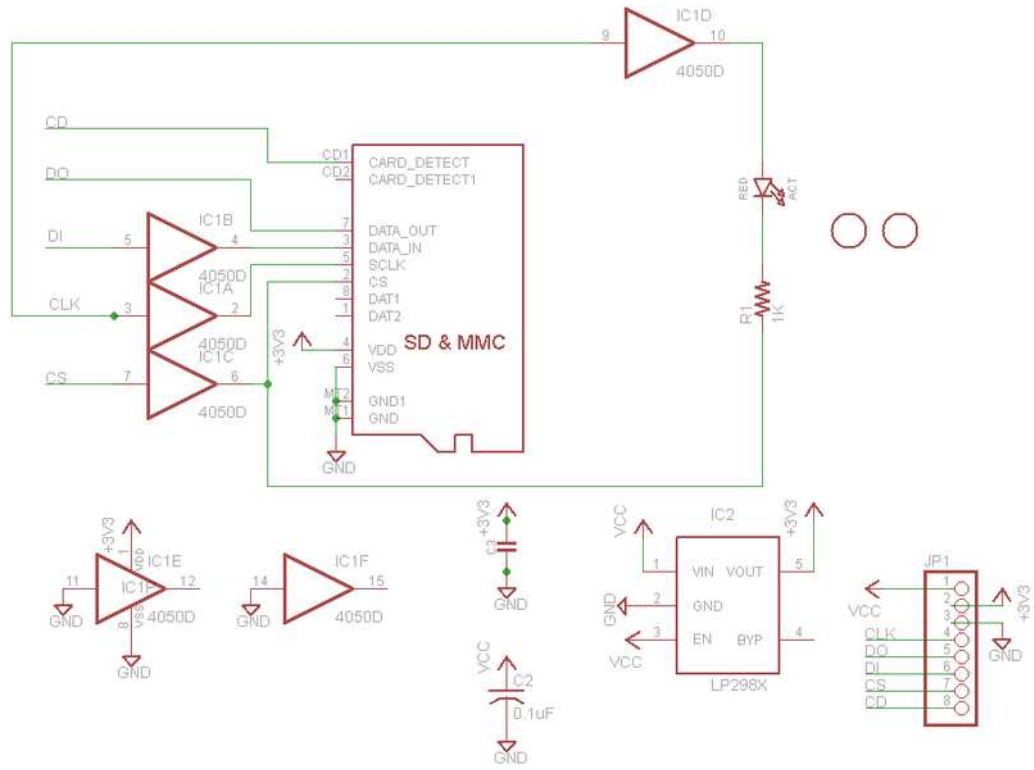 IC1D
9
10
4050D
CD
CD1
CARD_DETECT
CD2
CARD_DETECT1
DO
RED
ACT
IC1B
7
DATA_OUT
DI
5
4
3
DATA_IN
4050D
5
SCLK
IC1A
2
CS
CLK
3
2
8
DAT1
1
DAT2
R1
1K
4050D
IC1C
+3V3
SD & MMC
4
VDD
6
VSS
CS
7
6
MT2
GND1
4050D
MT1
GND
GND
+3V3
1
VDD
IC1E
11
IC1P
12
4050D
GND
8
VSS
GND
IC1F
14
15
4050D
GND
+3V3
C3
GND
VCC
C2
0.1uF
GND
IC2
VCC
+3V3
1
VIN
VOUT
5
GND
2
GND
3
EN
BYP
4
VCC
LP298X
JP1
1
VCC
2
+3V3
3
CLK
4
GND
DO
5
DI
6
CS
7
CD
8